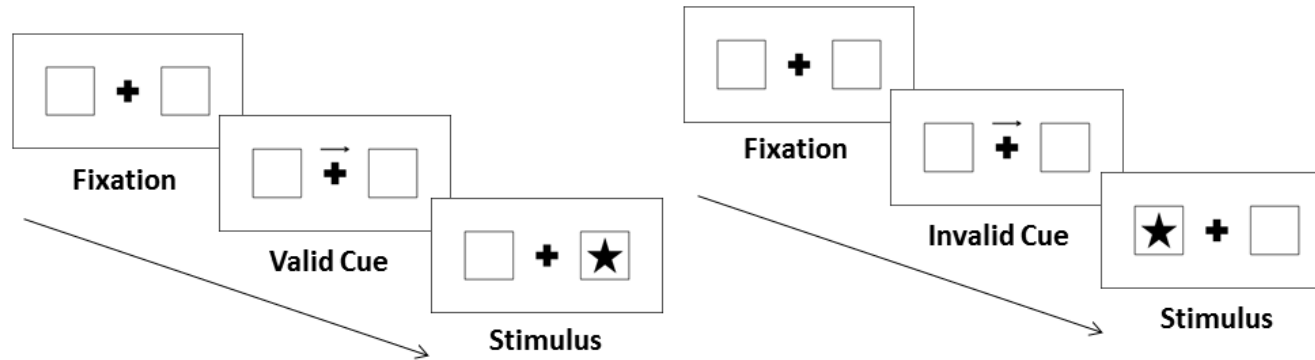 Fixation
Valid Cue
Stimulus
Fixation
Invalid Cue
Stimulus